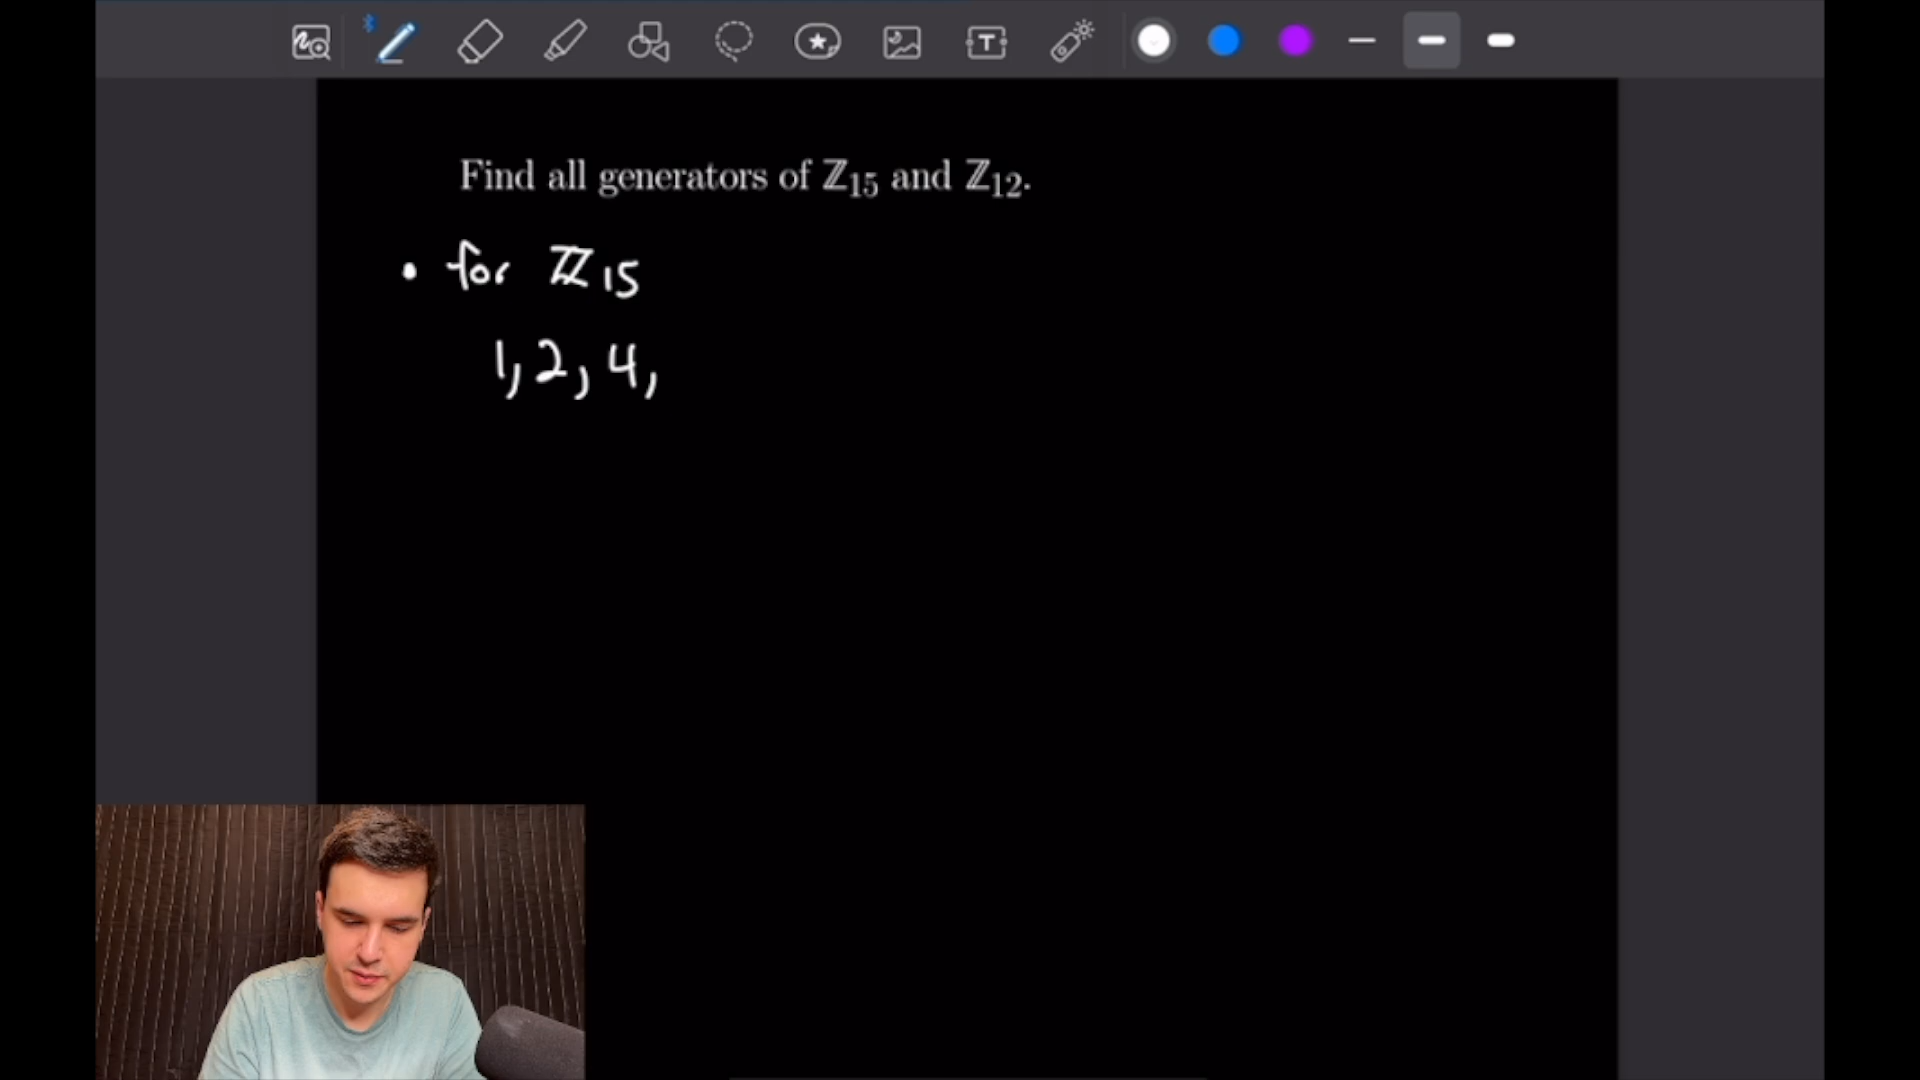 Find all generators of ℤ₁₅ and ℤ₁₂.
• for ℤ₁₅
1, 2, 4,